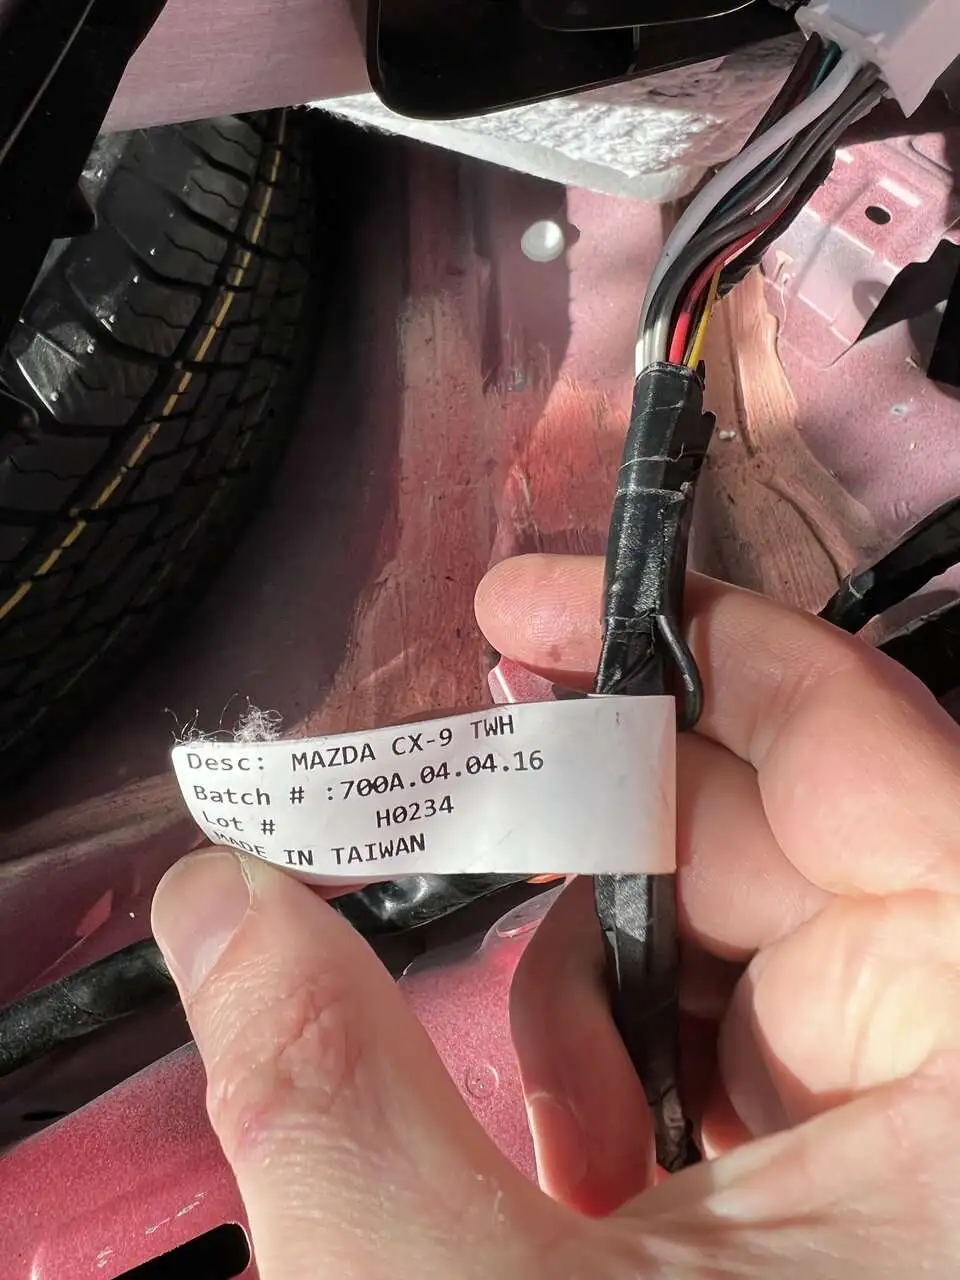 Desc: MAZDA CX-9 TWH
Batch # :700A.04.04.16
Lot # H0234
MADE IN TAIWAN